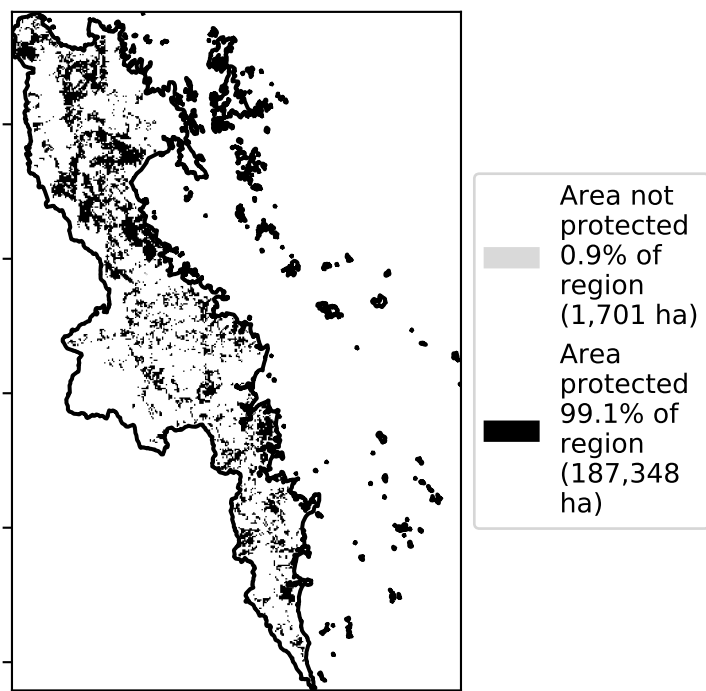 Area not
protected
0.9% of
region
(1,701 ha)
Area
protected
99.1% of
region
(187,348
ha)